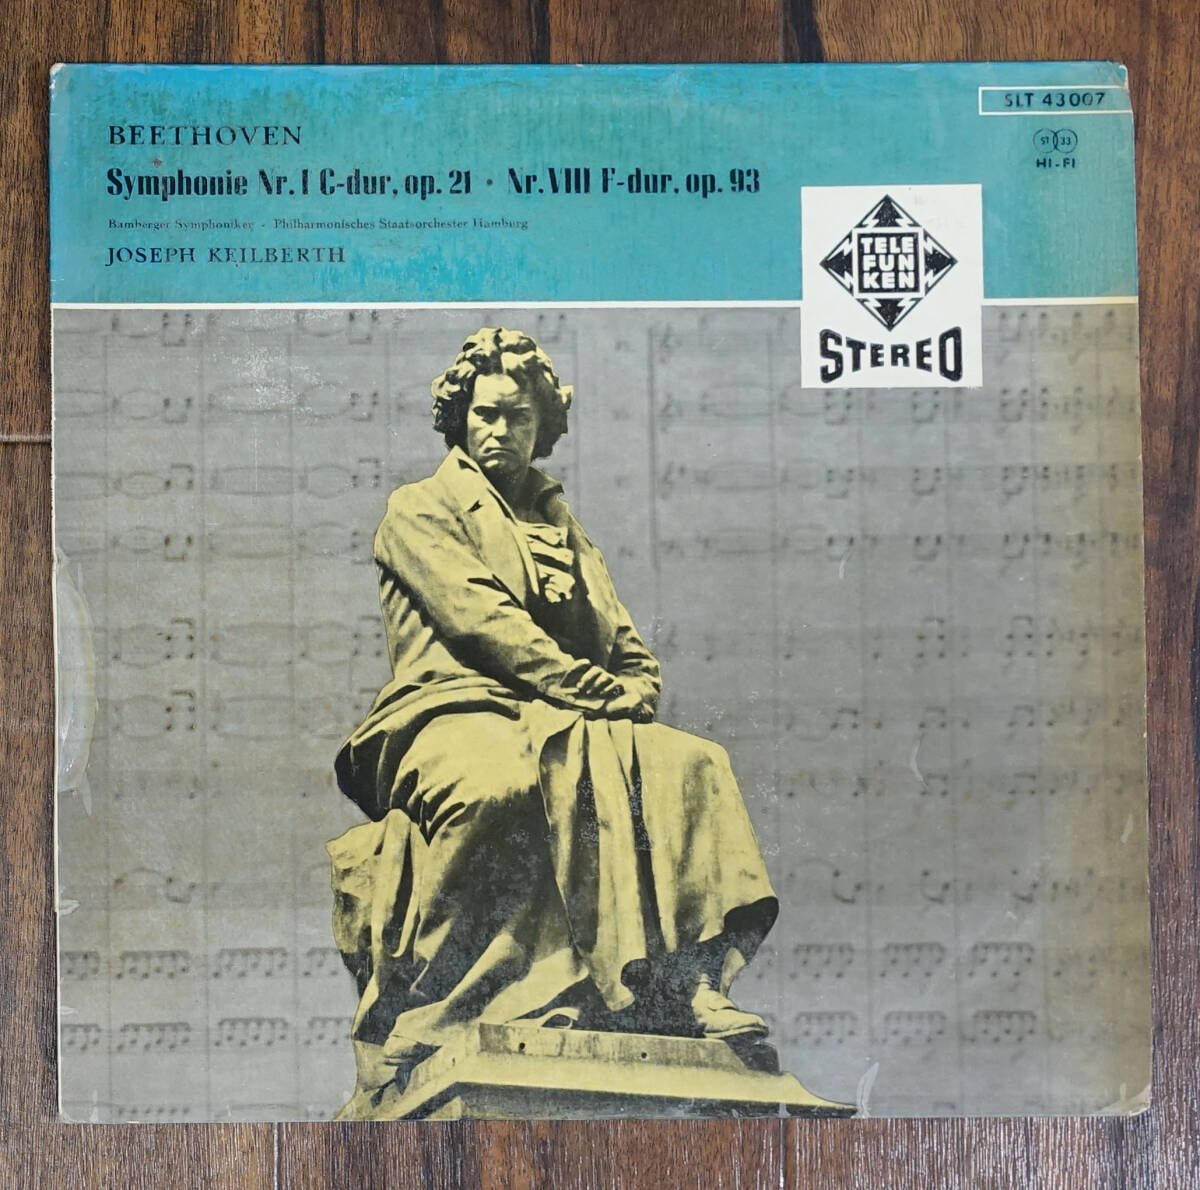 SLT 43007
BEETHOVEN
ST 33
HI-FI
Symphonie Nr. I C-dur, op. 21 · Nr. VIII F-dur, op. 93
Bamberger Symphoniker - Philharmonisches Staatsorchester Hamburg
JOSEPH KEILBERTH
TELE
FUN
KEN
STEREO